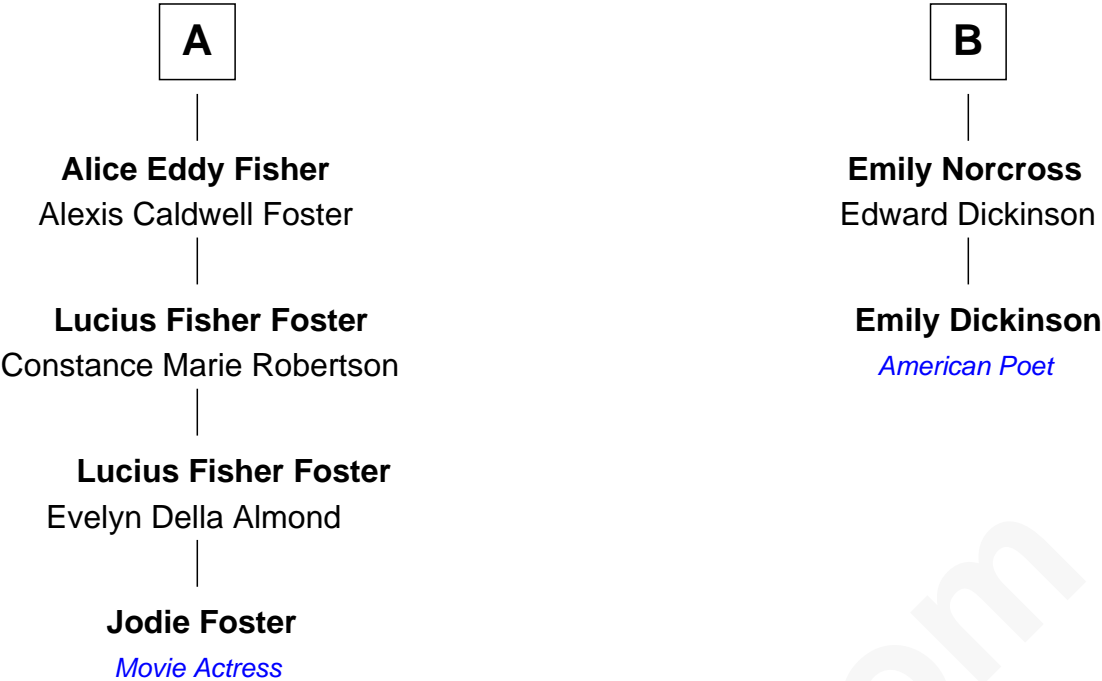 A
Alice Eddy Fisher
Alexis Caldwell Foster
Lucius Fisher Foster
Constance Marie Robertson
Lucius Fisher Foster
Evelyn Della Almond
Jodie Foster
Movie Actress
B
Emily Norcross
Edward Dickinson
Emily Dickinson
American Poet
om